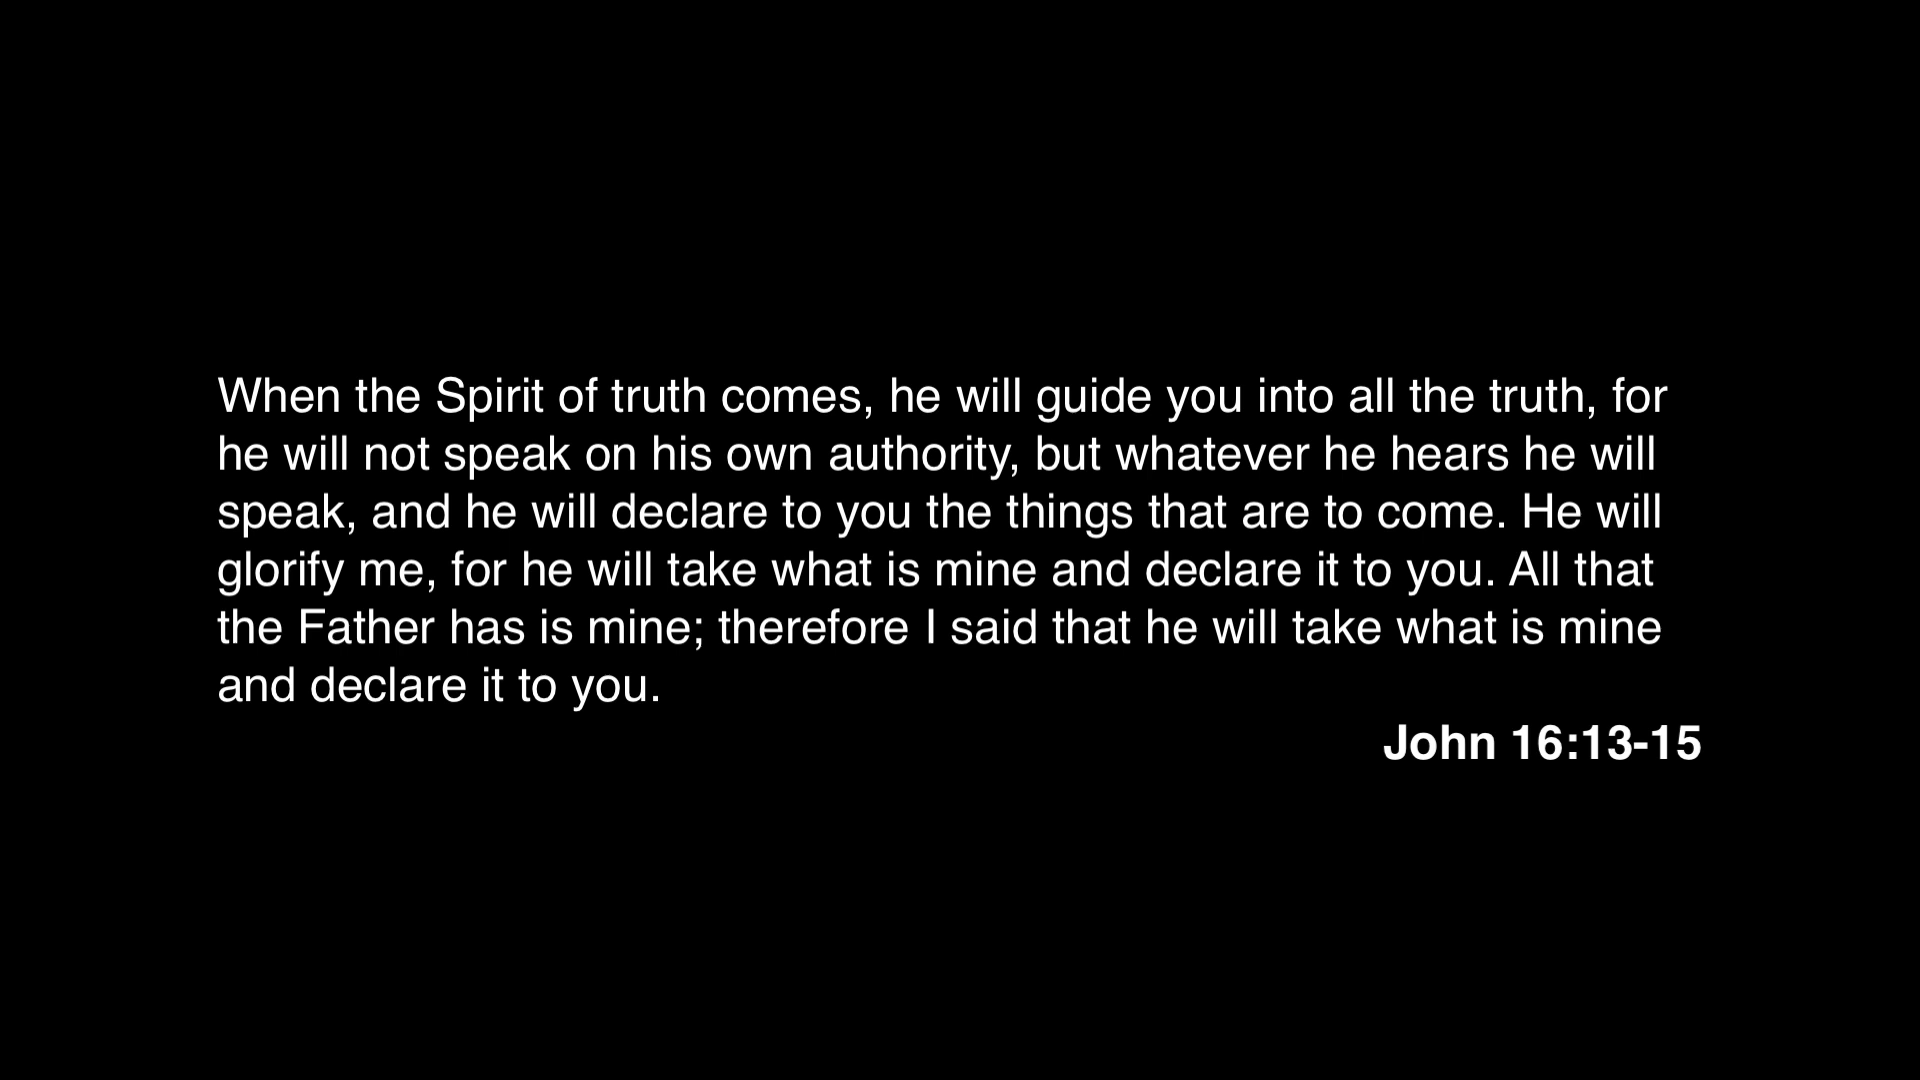 When the Spirit of truth comes, he will guide you into all the truth, for
he will not speak on his own authority, but whatever he hears he will
speak, and he will declare to you the things that are to come. He will
glorify me, for he will take what is mine and declare it to you. All that
the Father has is mine; therefore I said that he will take what is mine
and declare it to you.
John 16:13-15